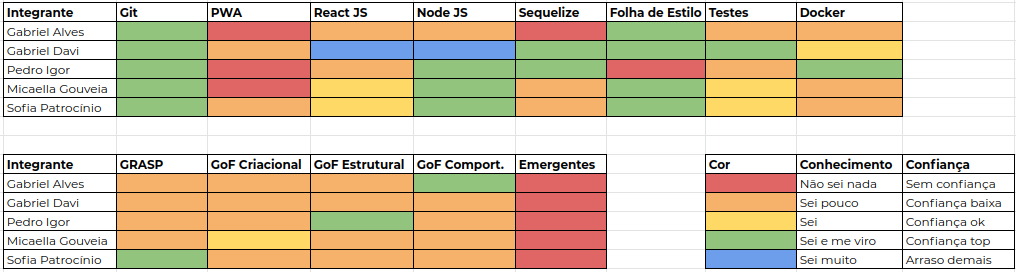 Integrante Git PWA React JS Node JS Sequelize Folha de Estilo Testes Docker
Gabriel Alves
Gabriel Davi
Pedro Igor
Micaella Gouveia
Sofia Patrocínio
Integrante GRASP GoF Criacional GoF Estrutural GoF Comport. Emergentes Cor Conhecimento Confiança
Gabriel Alves Não sei nada Sem confiança
Gabriel Davi Sei pouco Confiança baixa
Pedro Igor Sei Confiança ok
Micaella Gouveia Sei e me viro Confiança top
Sofia Patrocínio Sei muito Arraso demais